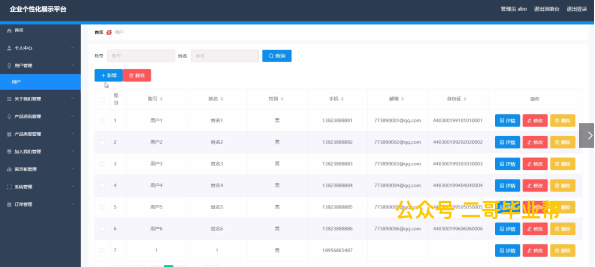 企业个性化展示平台 管理员 abo 退出到前台 退出登录
首页
首页 用户
个人中心
用户管理
账号 账号 姓名 姓名 查询
用户
+ 新增 删除
关于我们管理
索引 账号 姓名 性别 手机 邮箱 身份证 操作
产品资讯管理
1 用户1 姓名1 男 13823888881 773890001@qq.com 440300199101010001 详情 修改 删除
产品类型管理
2 用户2 姓名2 男 13823888882 773890002@qq.com 440300199202020002 详情 修改 删除
加入我们管理
3 用户3 姓名3 男 13823888883 773890003@qq.com 440300199303030003 详情 修改 删除
留言板管理
系统管理
4 用户4 姓名4 男 13823888884 773890004@qq.com 440300199404040004 详情 修改 删除
订单管理
5 用户5 姓名5 男 13823888885 773890005@qq.com 440300199505050005 修改 删除
公众号 二哥毕业帮
6 用户6 姓名6 男 13823888886 773890006@qq.com 440300199606060006 详情 修改 删除
7 1 1 男 详情 修改 删除